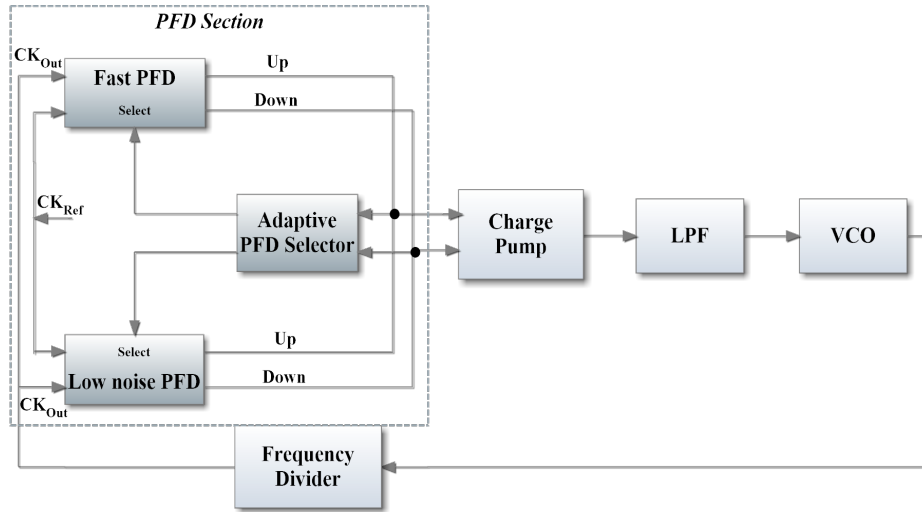 PFD Section
CKOut
Fast PFD
Select
Up
Down
CKRef
Adaptive
PFD Selector
Charge
Pump
LPF
VCO
Select
Low noise PFD
Up
Down
CKOut
Frequency
Divider